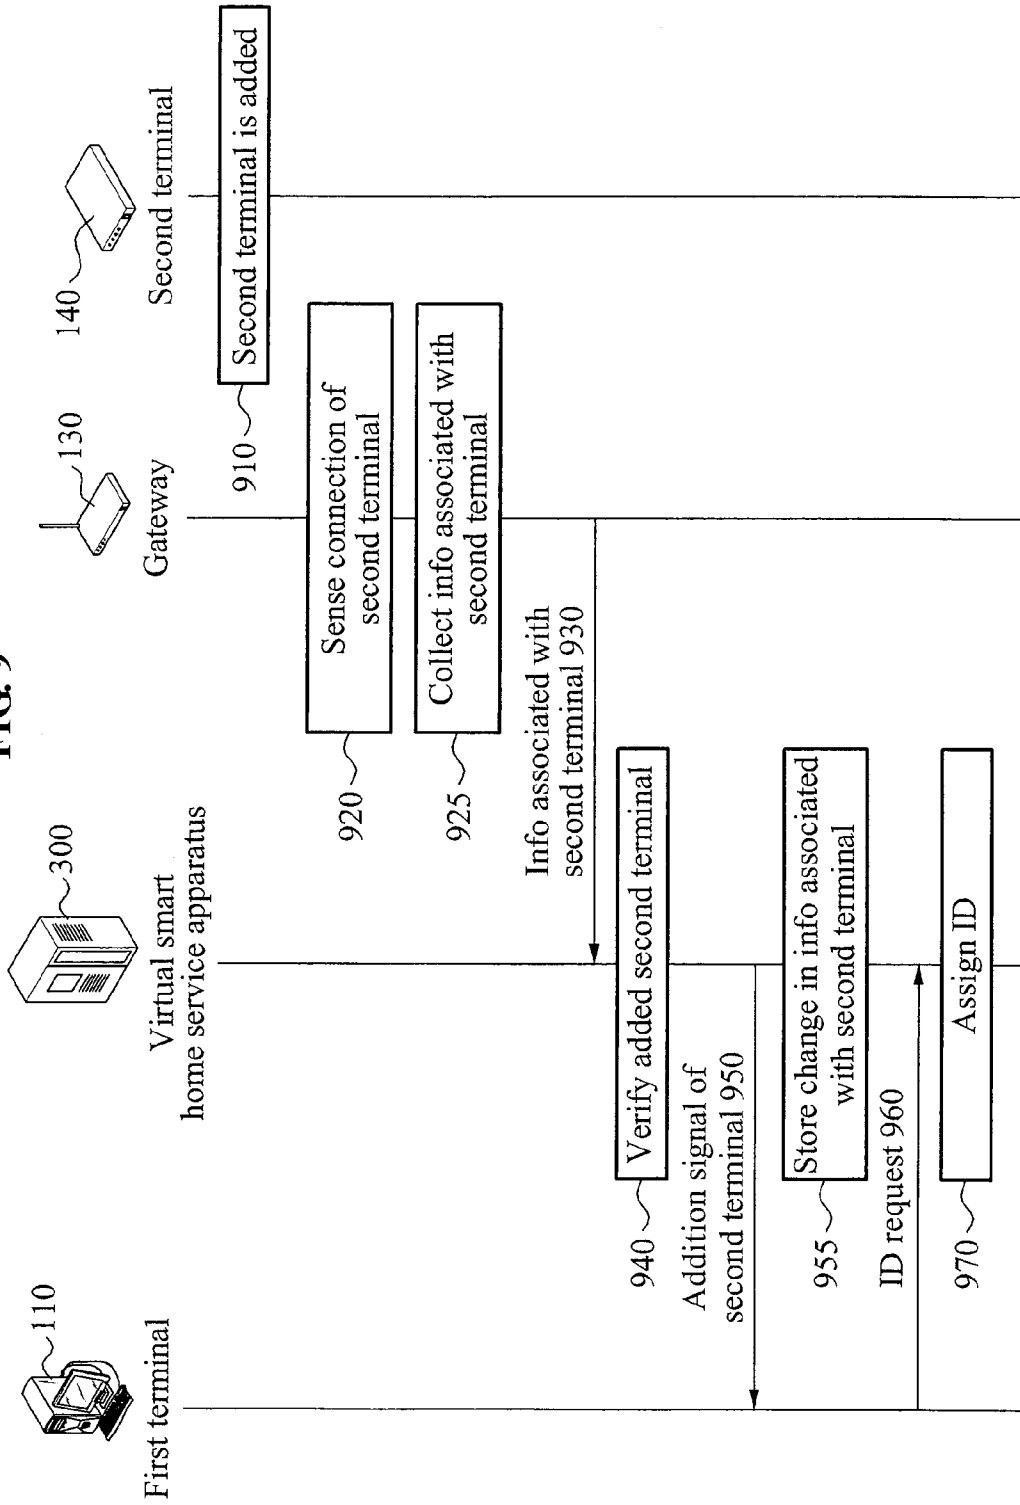 FIG. 9
110
First terminal
300
Virtual smart
home service apparatus
130
Gateway
140
Second terminal
910
Second terminal is added
920
Sense connection of
second terminal
925
Collect info associated with
second terminal
Info associated with
second terminal 930
940
Verify added second terminal
Addition signal of
second terminal 950
955
Store change in info associated
with second terminal
ID request 960
970
Assign ID